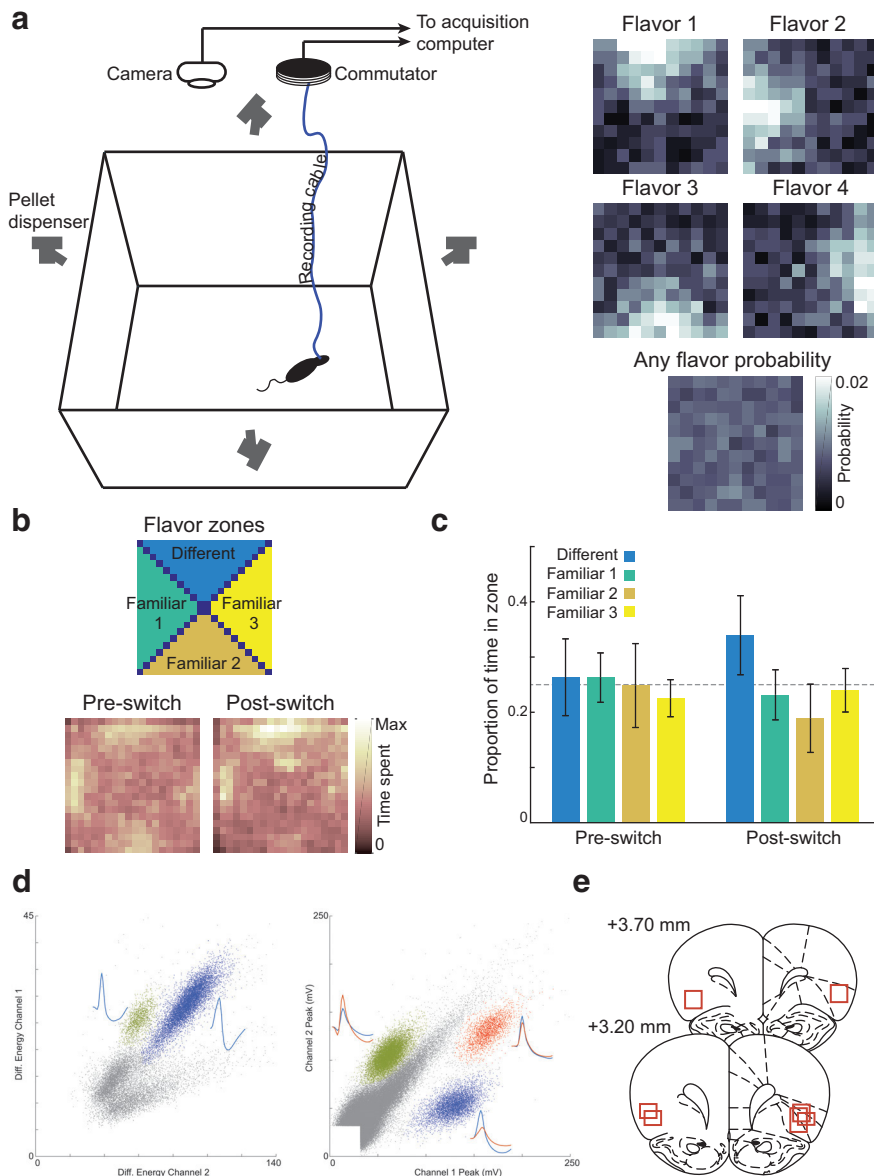 a
To acquisition
computer
Camera
Commutator
Recording cable
Pellet
dispenser
Flavor 1
Flavor 2
Flavor 3
Flavor 4
Any flavor probability
0.02
Probability
0
b
Flavor zones
Different
Familiar
1
Familiar
3
Familiar 2
Pre-switch
Post-switch
Max
Time spent
0
c
Different
Familiar 1
Familiar 2
Familiar 3
Proportion of time in zone
0.4
0.2
0
Pre-switch
Post-switch
d
45
Diff. Energy Channel 1
0
Diff. Energy Channel 2
140
250
Channel 2 Peak (mV)
0
Channel 1 Peak (mV)
250
e
+3.70 mm
+3.20 mm